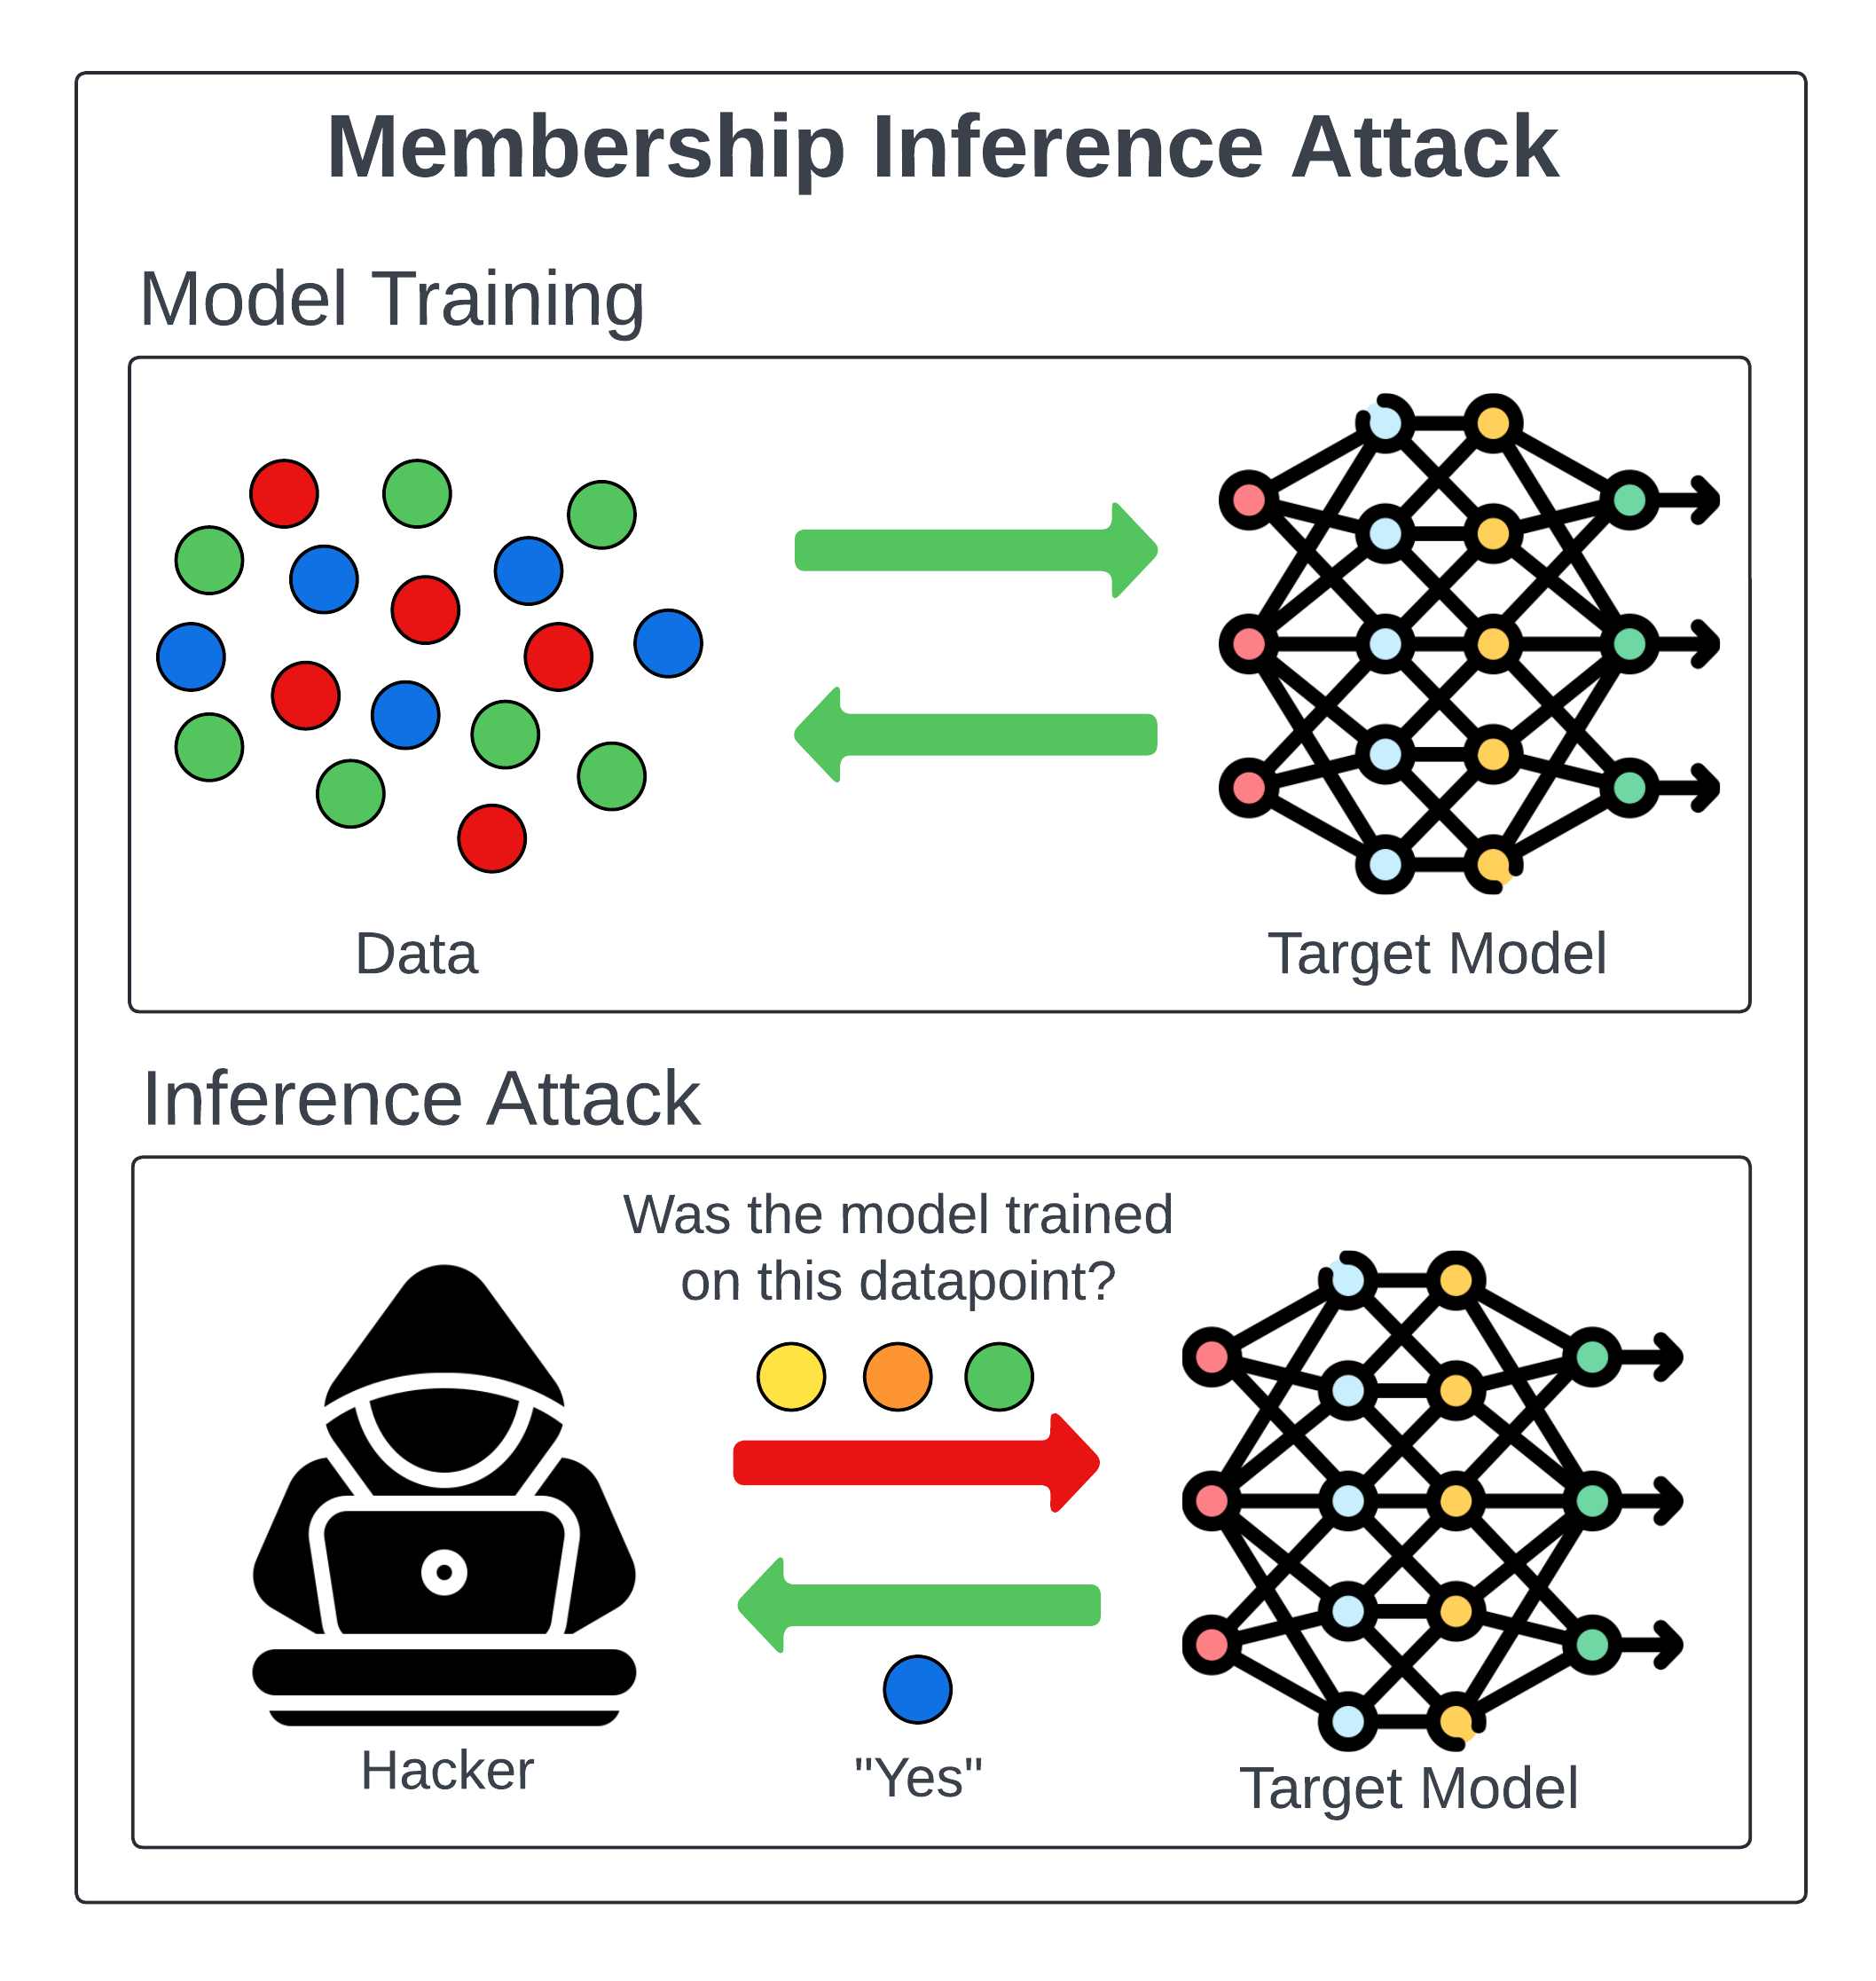 Membership Inference Attack
Model Training
Data
Target Model
Inference Attack
Was the model trained
on this datapoint?
Hacker
"Yes"
Target Model